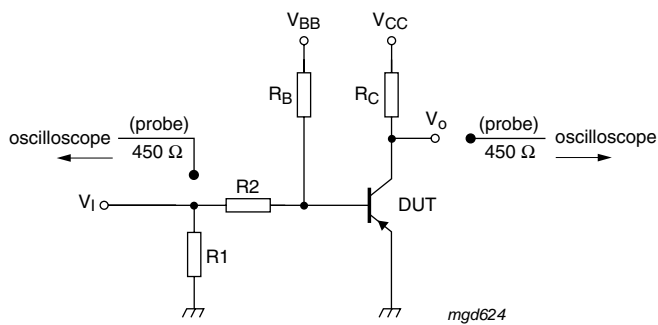 VBB
VCC
RB
RC
Vo
(probe)
450 Ω
oscilloscope
(probe)
450 Ω
oscilloscope
R2
DUT
VI
R1
mgd624